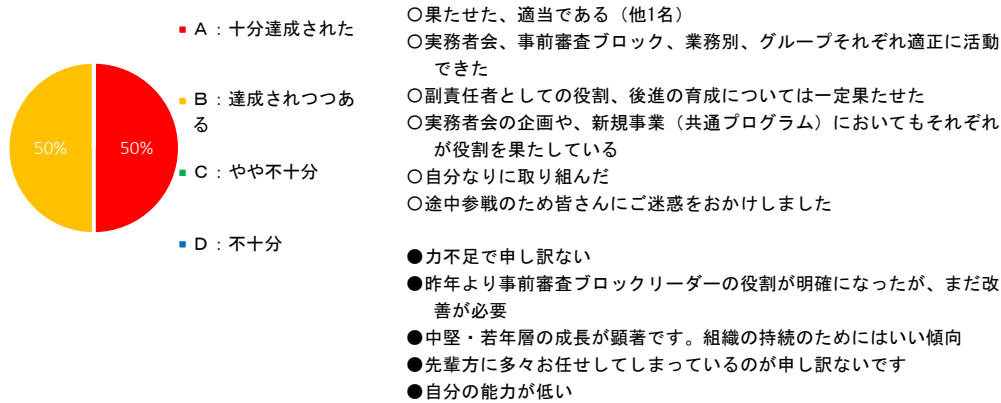 50%
50%
A：十分達成された
B：達成されつつあ
る
C：やや不十分
D：不十分
○果たせた、適当である（他1名）
○実務者会、事前審査ブロック、業務別、グループそれぞれ適正に活動
できた
○副責任者としての役割、後進の育成については一定果たせた
○実務者会の企画や、新規事業（共通プログラム）においてもそれぞれ
が役割を果たしている
○自分なりに取り組んだ
○途中参戦のため皆さんにご迷惑をおかけしました
●力不足で申し訳ない
●昨年より事前審査ブロックリーダーの役割が明確になったが、まだ改
善が必要
●中堅・若年層の成長が顕著です。組織の持続のためにはいい傾向
●先輩方に多々お任せしてしまっているのが申し訳ないです
●自分の能力が低い